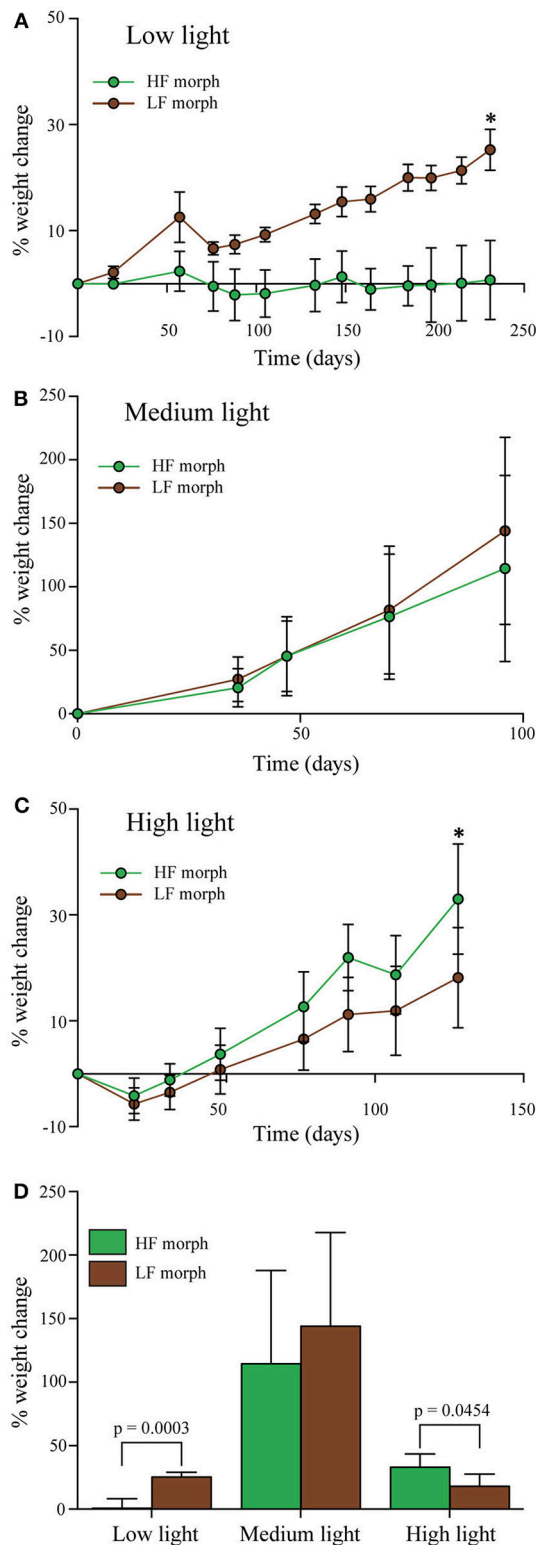 A
Low light
HF morph
LF morph
*
50
30
10
-10
% weight change
50
100
150
200
250
Time (days)
B
Medium light
HF morph
LF morph
250
200
150
100
50
0
% weight change
0
50
100
Time (days)
C
High light
HF morph
LF morph
*
50
30
10
-10
% weight change
50
100
150
Time (days)
D
HF morph
LF morph
250
200
150
100
50
0
% weight change
p = 0.0003
p = 0.0454
Low light
Medium light
High light